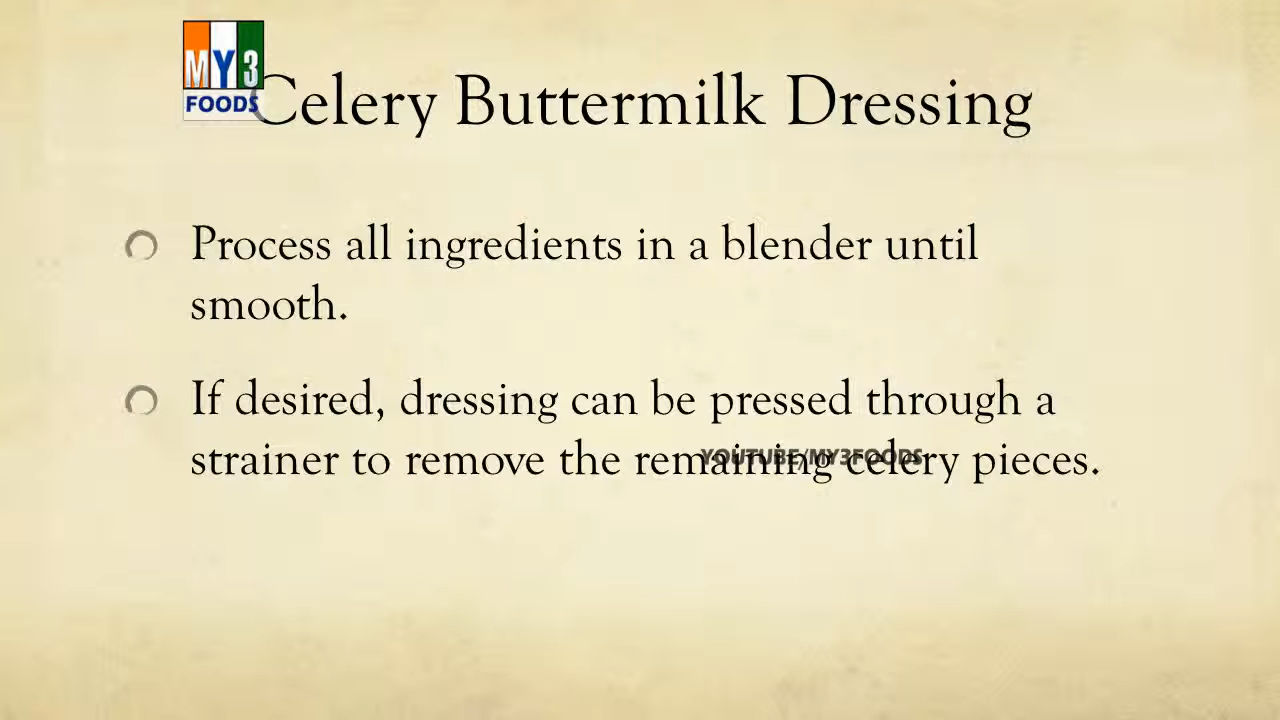 MY3
FOODS
Celery Buttermilk Dressing
Process all ingredients in a blender until
smooth.
If desired, dressing can be pressed through a
strainer to remove the remaining celery pieces.
YOUTUBE/MY3FOODS